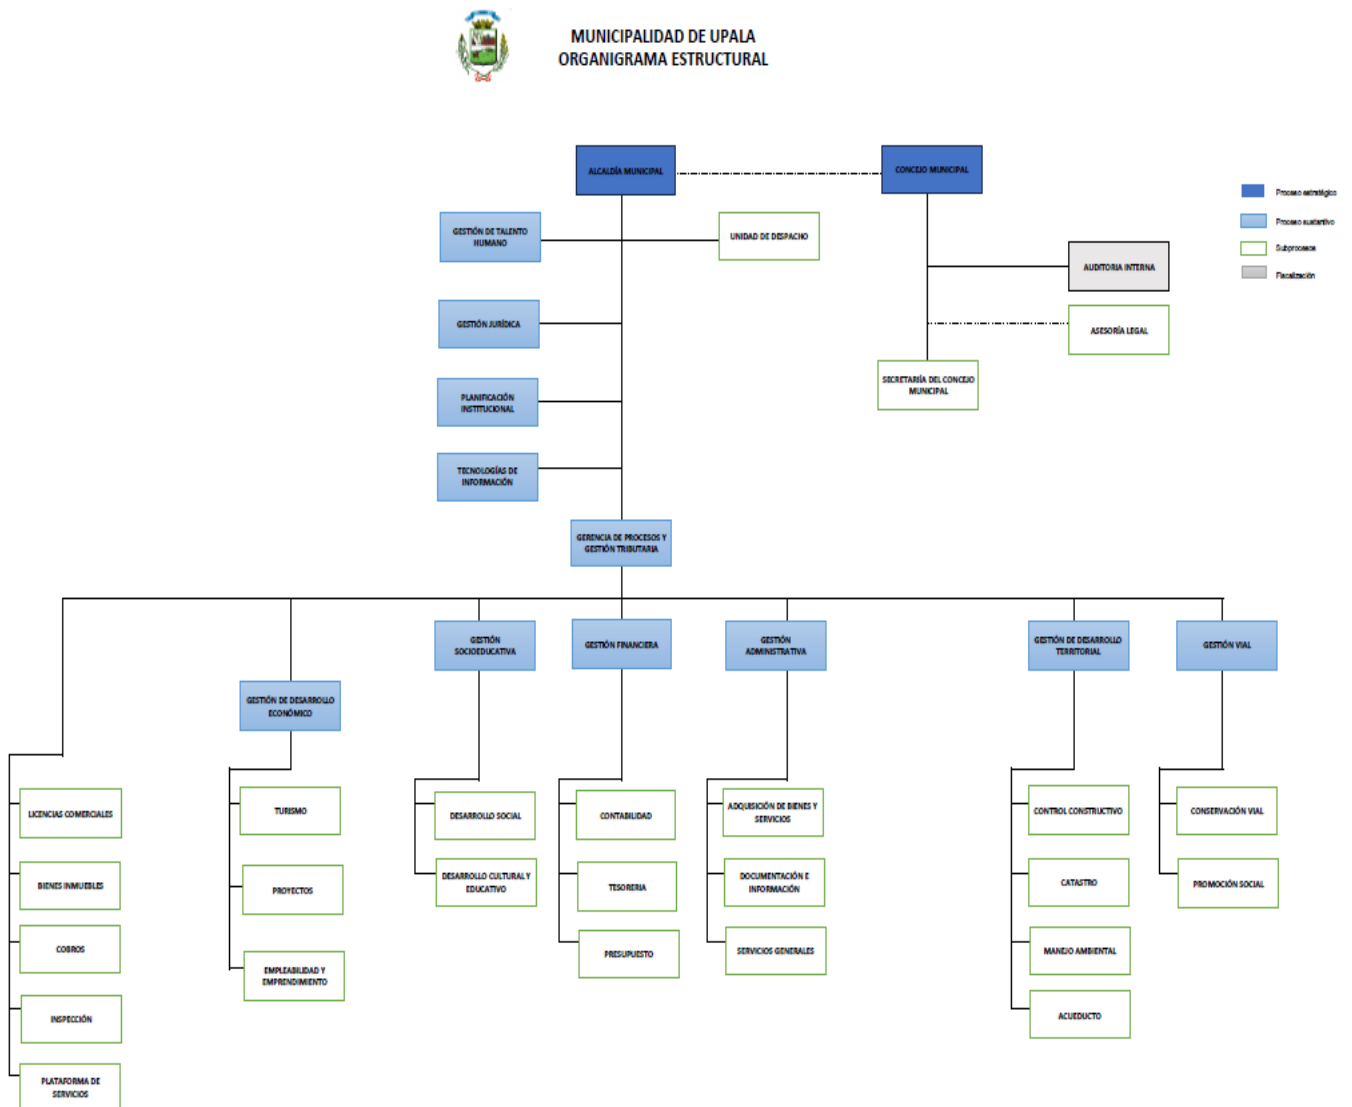 MUNICIPALIDAD DE UPALA
ORGANIGRAMA ESTRUCTURAL
ALCALDÍA MUNICIPAL
CONCEJO MUNICIPAL
Proceso estratégico
Proceso sustantivo
Subprocesos
Fiscalización
GESTIÓN DE TALENTO
HUMANO
UNIDAD DE DESPACHO
AUDITORIA INTERNA
GESTIÓN JURÍDICA
ASESORÍA LEGAL
PLANIFICACIÓN
INSTITUCIONAL
SECRETARIÍA DEL CONCEJO
MUNICIPAL
TECNOLOGÍAS DE
INFORMACIÓN
GERENCIA DE PROCESOS Y
GESTIÓN TRIBUTARIA
GESTIÓN
SOCIOEDUCATIVA
GESTIÓN FINANCIERA
GESTIÓN
ADMINISTRATIVA
GESTIÓN DE DESARROLLO
TERRITORIAL
GESTIÓN VIAL
GESTIÓN DE DESARROLLO
ECONÓMICO
LICENCIAS COMERCIALES
BIENES INMUEBLES
COBROS
INSPECCIÓN
PLATAFORMA DE
SERVICIOS
TURISMO
PROYECTOS
EMPLEABILIDAD Y
EMPRENDIMIENTO
DESARROLLO SOCIAL
DESARROLLO CULTURAL Y
EDUCATIVO
CONTABILIDAD
TESORERIA
PRESUPUESTO
ADQUISICIÓN DE BIENES Y
SERVICIOS
DOCUMENTACIÓN E
INFORMACIÓN
SERVICIOS GENERALES
CONTROL CONSTRUCTIVO
CATASTRO
MANEJO AMBIENTAL
ACUEDUCTO
CONSERVACIÓN VIAL
PROMOCIÓN SOCIAL